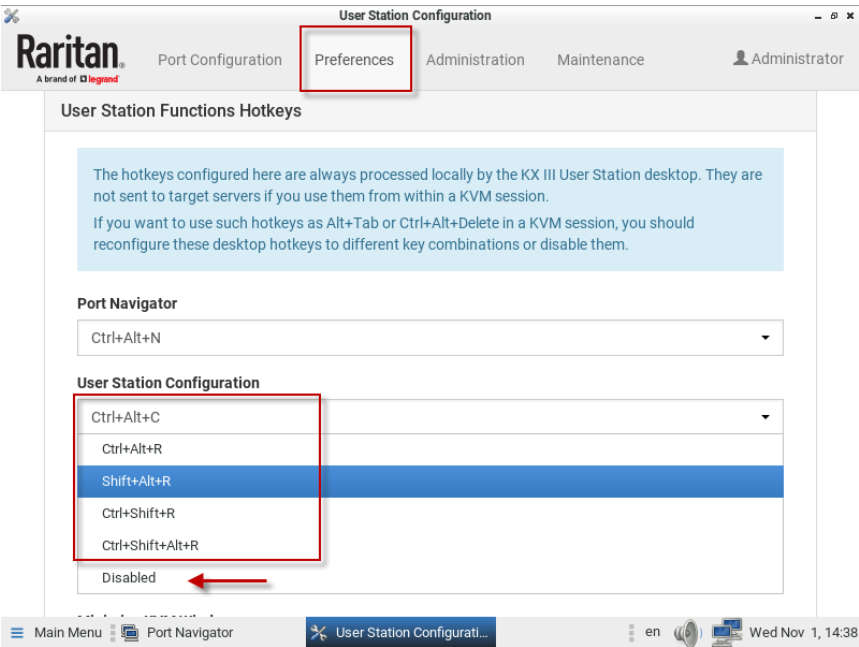 User Station Configuration
Raritan.
A brand of legrand
Port Configuration
Preferences
Administration
Maintenance
Administrator
User Station Functions Hotkeys
The hotkeys configured here are always processed locally by the KX III User Station desktop. They are
not sent to target servers if you use them from within a KVM session.
If you want to use such hotkeys as Alt+Tab or Ctrl+Alt+Delete in a KVM session, you should
reconfigure these desktop hotkeys to different key combinations or disable them.
Port Navigator
Ctrl+Alt+N
User Station Configuration
Ctrl+Alt+C
Ctrl+Alt+R
Shift+Alt+R
Ctrl+Shift+R
Ctrl+Shift+Alt+R
Disabled
Main Menu
Port Navigator
User Station Configurati...
en
Wed Nov 1, 14:38